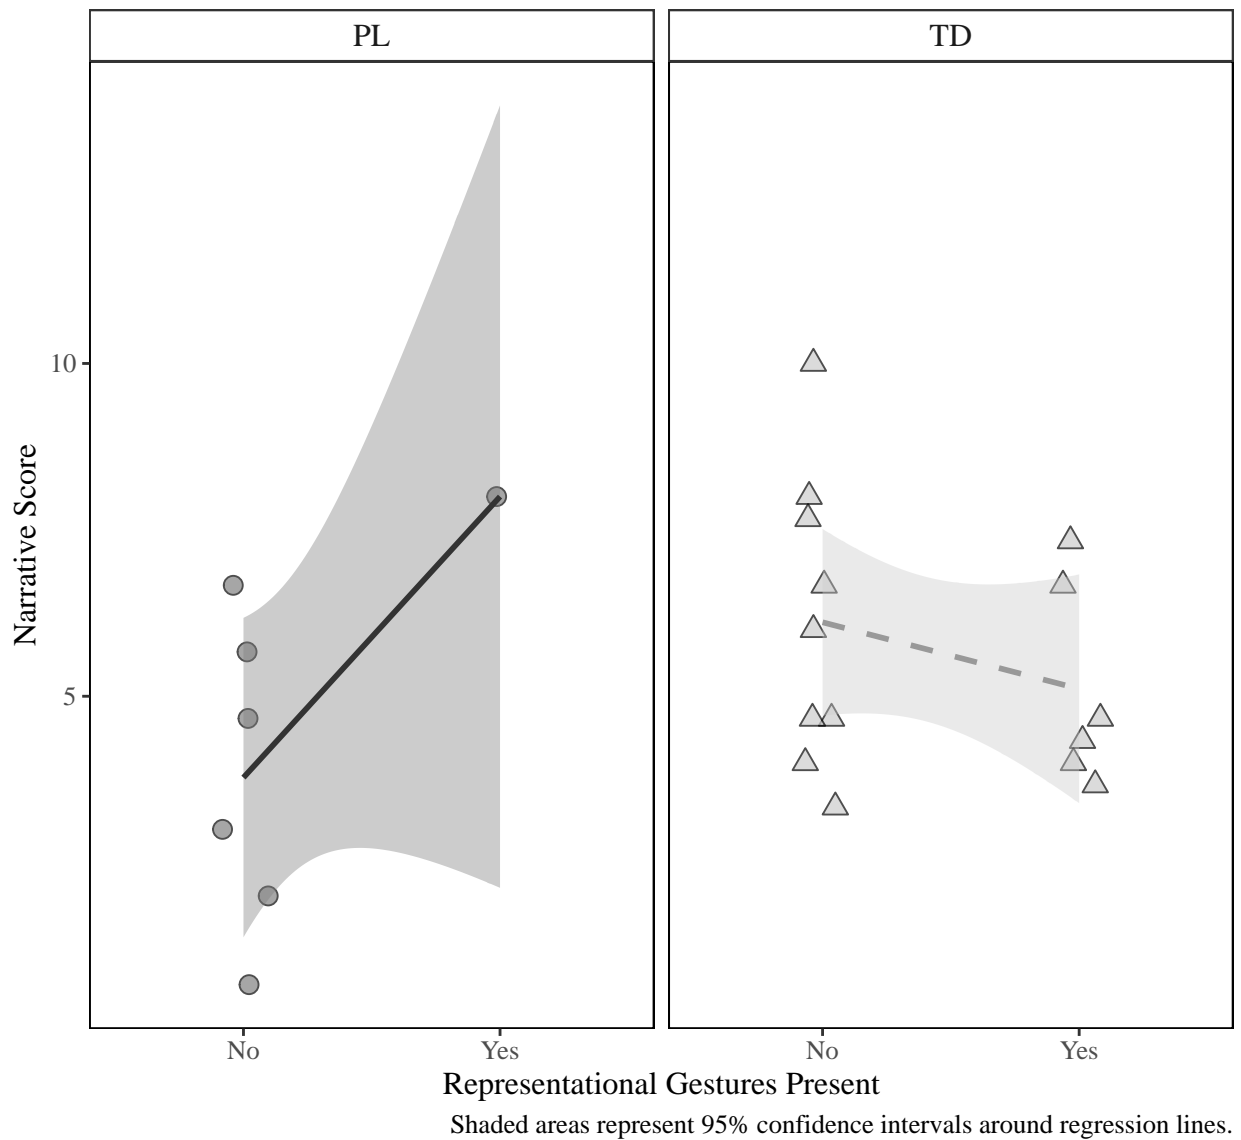 PL
TD
Narrative Score
10
5
No
Yes
No
Yes
Representational Gestures Present
Shaded areas represent 95% confidence intervals around regression lines.